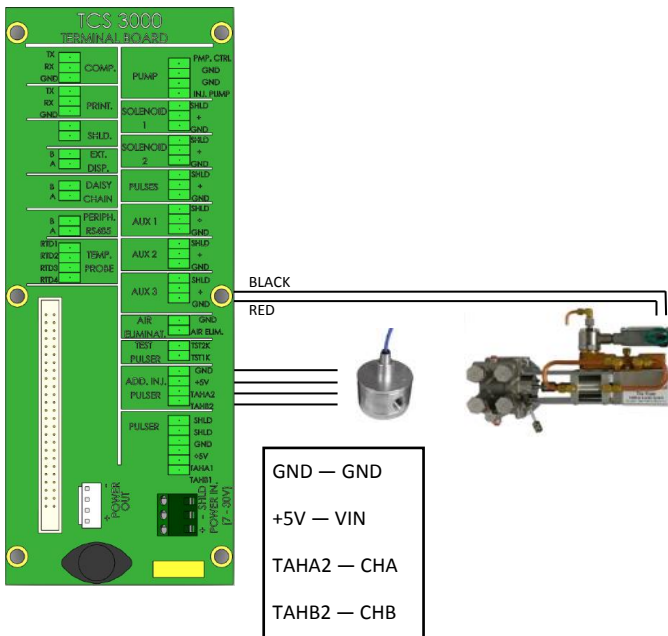 TCS 3000
TERMINAL BOARD
TX
RX
GND
COMP.
TX
RX
GND
PRINT.
SHLD.
B
A
EXT.
DISP.
B
A
DAISY
CHAIN
B
A
PERIPH.
RS485
RTD1
RTD2
RTD3
RTD4
TEMP.
PROBE
PUMP
PMP. CTRL
GND
GND
INJ. PUMP
SOLENOID
1
SHLD
+
GND
SOLENOID
2
SHLD
+
GND
PULSES
SHLD
+
GND
AUX 1
SHLD
+
GND
AUX 2
SHLD
+
GND
AUX 3
SHLD
+
GND
AIR
ELIMINAT.
GND
AIR ELIM.
TEST
PULSER
TST2K
TST1K
ADD. INJ.
PULSER
GND
+5V
TAHA2
TAHB2
PULSER
SHLD
SHLD
GND
+5V
TAHA1
TAHB1
- +
POWER
OUT
SHLD
- +
POWER IN.
[7 - 30V]
BLACK
RED
GND — GND
+5V — VIN
TAHA2 — CHA
TAHB2 — CHB